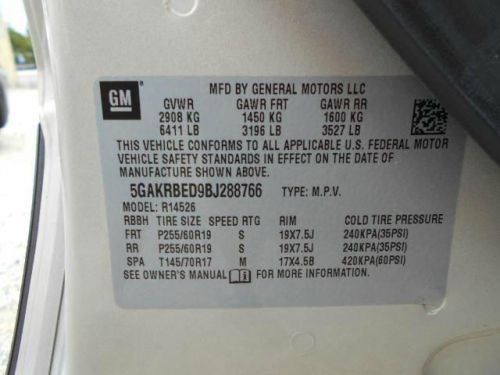 GM
MFD BY GENERAL MOTORS LLC
GVWR GAWR FRT GAWR RR
2908 KG 1450 KG 1600 KG
6411 LB 3196 LB 3527 LB
THIS VEHICLE CONFORMS TO ALL APPLICABLE U.S. FEDERAL MOTOR
VEHICLE SAFETY STANDARDS IN EFFECT ON THE DATE OF
MANUFACTURE SHOWN ABOVE.
5GAKRBED9BJ288766 TYPE: M.P.V.
MODEL: R14526
RBBH TIRE SIZE SPEED RTG RIM COLD TIRE PRESSURE
FRT P255/60R19 S 19X7.5J 240KPA(35PSI)
RR P255/60R19 S 19X7.5J 240KPA(35PSI)
SPA T145/70R17 M 17X4.5B 420KPA(60PSI)
SEE OWNER'S MANUAL FOR MORE INFORMATION.